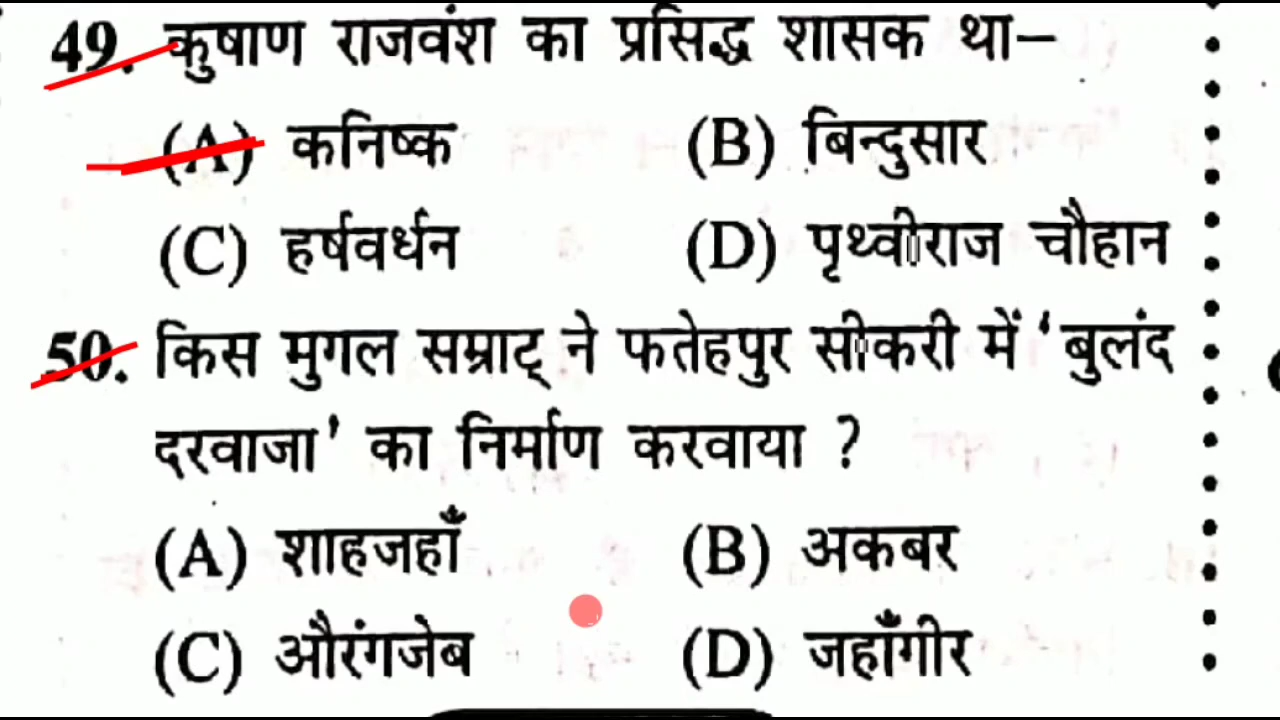 49. कुषाण राजवंश का प्रसिद्ध शासक था–
(A) कनिष्क (B) बिन्दुसार
(C) हर्षवर्धन (D) पृथ्वीराज चौहान
50. किस मुगल सम्राट् ने फतेहपुर सीकरी में ‘बुलंद
दरवाजा’ का निर्माण करवाया ?
(A) शाहजहाँ (B) अकबर
(C) औरंगजेब (D) जहाँगीर